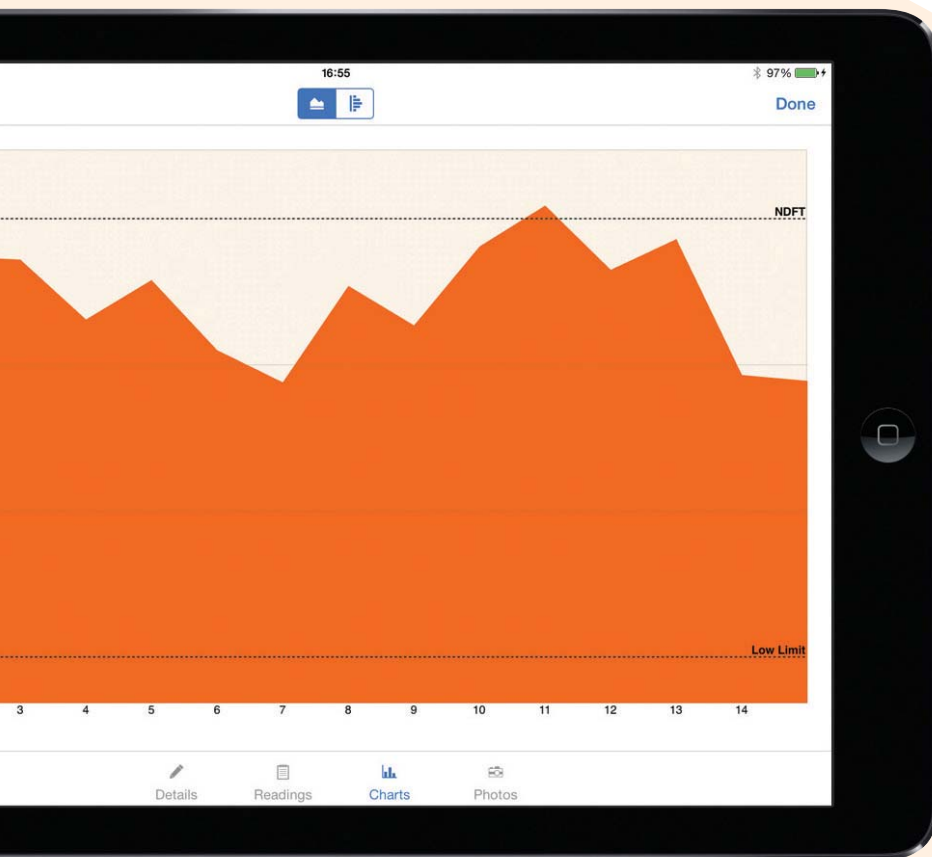 16:55
97%
Done
NDFT
Low Limit
3 4 5 6 7 8 9 10 11 12 13 14
Details Readings Charts Photos